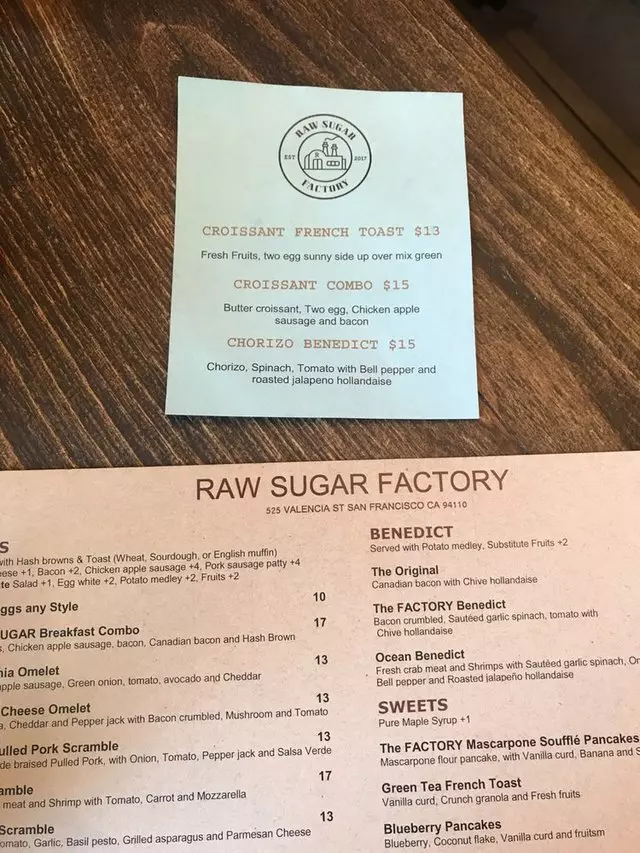 RAW SUGAR
EST 2017
R
FACTORY
CROISSANT FRENCH TOAST $13
Fresh Fruits, two egg sunny side up over mix green
CROISSANT COMBO $15
Butter croissant, Two egg, Chicken apple
sausage and bacon
CHORIZO BENEDICT $15
Chorizo, Spinach, Tomato with Bell pepper and
roasted jalapeno hollandaise
RAW SUGAR FACTORY
525 VALENCIA ST SAN FRANCISCO CA 94110
S
with Hash browns & Toast (Wheat, Sourdough, or English muffin)
+1, Bacon +2, Chicken apple sausage +4, Pork sausage patty +4
Salad +1, Egg white +2, Potato medley +2, Fruits +2
ggs any Style 10
UGAR Breakfast Combo 17
, Chicken apple sausage, bacon, Canadian bacon and Hash Brown
nia Omelet 13
apple sausage, Green onion, tomato, avocado and Cheddar
Cheese Omelet 13
, Cheddar and Pepper jack with Bacon crumbled, Mushroom and Tomato
ulled Pork Scramble 13
de braised Pulled Pork, with Onion, Tomato, Pepper jack and Salsa Verde
amble 17
meat and Shrimp with Tomato, Carrot and Mozzarella
Scramble 13
omato, Garlic, Basil pesto, Grilled asparagus and Parmesan Cheese
BENEDICT
Served with Potato medley, Substitute Fruits +2
The Original
Canadian bacon with Chive hollandaise
The FACTORY Benedict
Bacon crumbled, Sautéed garlic spinach, tomato with
Chive hollandaise
Ocean Benedict
Fresh crab meat and Shrimps with Sautéed garlic spinach, On
Bell pepper and Roasted jalapeño hollandaise
SWEETS
Pure Maple Syrup +1
The FACTORY Mascarpone Soufflé Pancakes
Mascarpone flour pancake, with Vanilla curd, Banana and S
Green Tea French Toast
Vanilla curd, Crunch granola and Fresh fruits
Blueberry Pancakes
Blueberry, Coconut flake, Vanilla curd and fruitsm